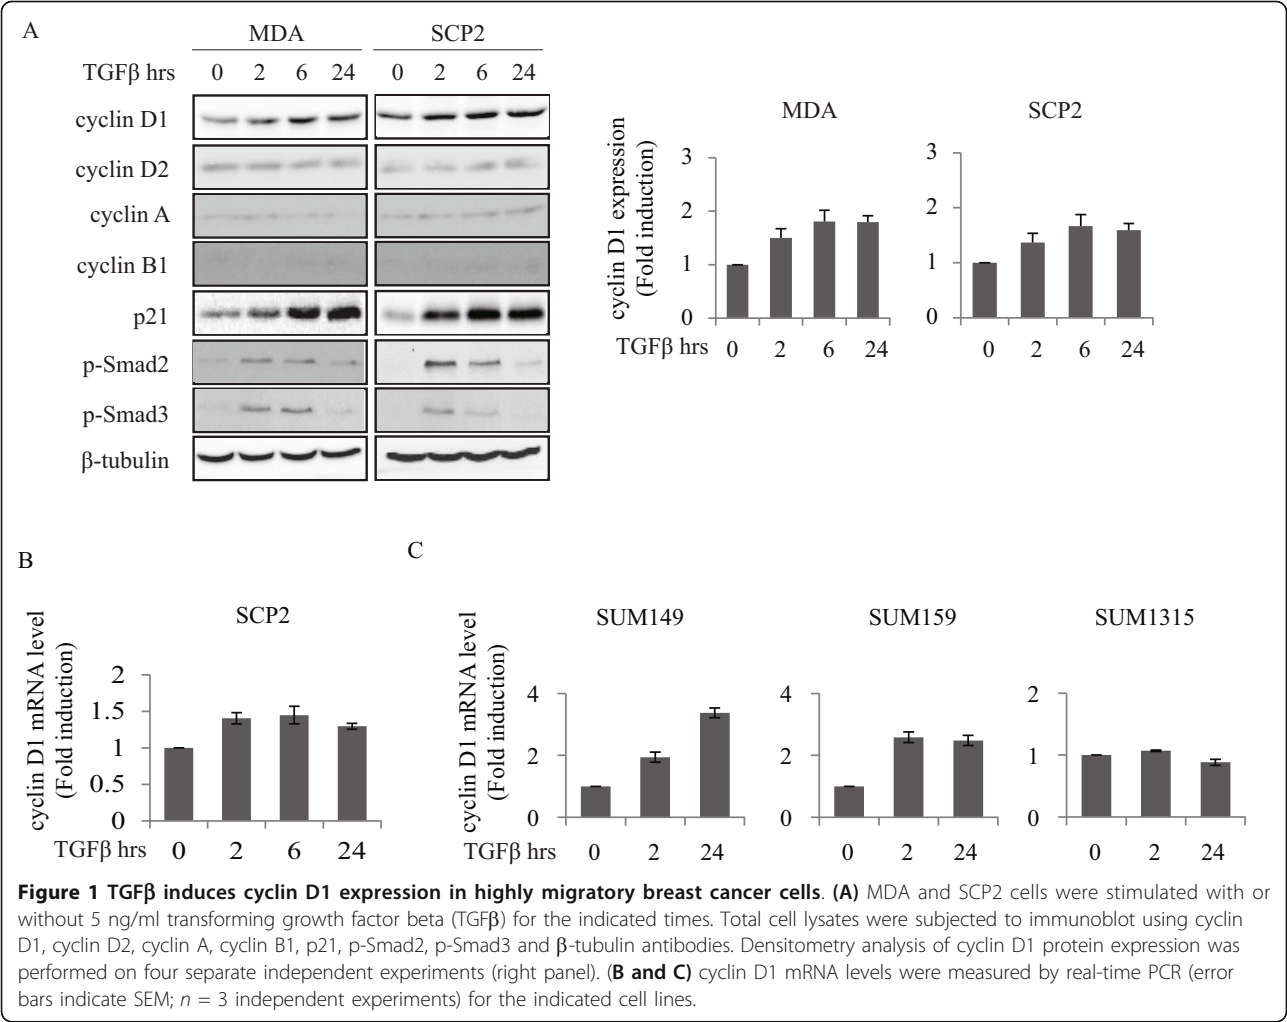 A
MDA SCP2
TGFβ hrs 0 2 6 24 0 2 6 24
cyclin D1
cyclin D2
cyclin A
cyclin B1
p21
p-Smad2
p-Smad3
β-tubulin
MDA
cyclin D1 expression
(Fold induction)
3
2
1
0
TGFβ hrs 0 2 6 24
SCP2
3
2
1
0
0 2 6 24
B
SCP2
cyclin D1 mRNA level
(Fold induction)
2
1.5
1
0.5
0
TGFβ hrs 0 2 6 24
C
SUM149
cyclin D1 mRNA level
(Fold induction)
4
2
0
TGFβ hrs 0 2 24
SUM159
4
2
0
0 2 24
SUM1315
2
1
0
0 2 24
Figure 1 TGFβ induces cyclin D1 expression in highly migratory breast cancer cells. (A) MDA and SCP2 cells were stimulated with or
without 5 ng/ml transforming growth factor beta (TGFβ) for the indicated times. Total cell lysates were subjected to immunoblot using cyclin
D1, cyclin D2, cyclin A, cyclin B1, p21, p-Smad2, p-Smad3 and β-tubulin antibodies. Densitometry analysis of cyclin D1 protein expression was
performed on four separate independent experiments (right panel). (B and C) cyclin D1 mRNA levels were measured by real-time PCR (error
bars indicate SEM; n = 3 independent experiments) for the indicated cell lines.